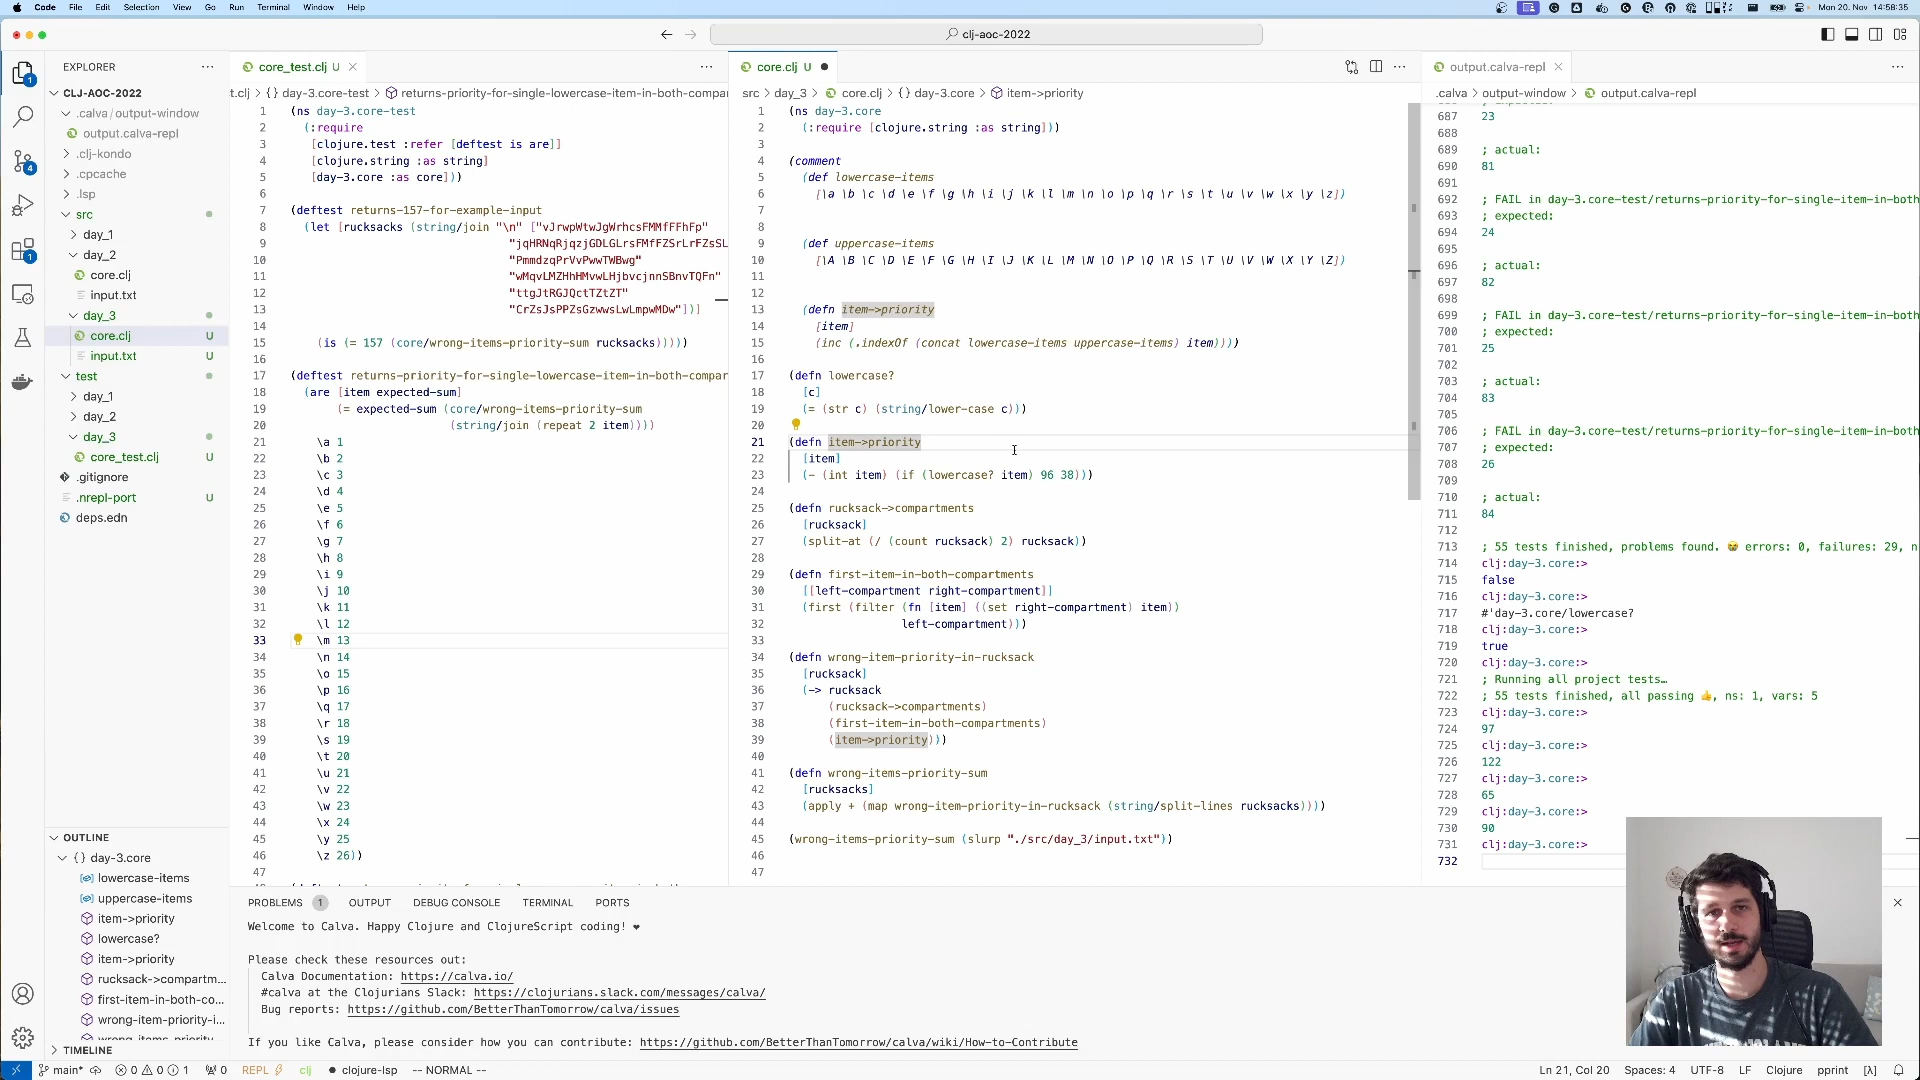 Code File Edit Selection View Go Run Terminal Window Help
Mon 20. Nov 14:58:35
clj-aoc-2022
EXPLORER
CLJ-AOC-2022
.calva/output-window
output.calva-repl
.clj-kondo
.cpcache
.lsp
src
day_1
day_2
core.clj
input.txt
day_3
core.clj U
input.txt U
test
day_1
day_2
day_3
core_test.clj U
.gitignore
.nrepl-port U
deps.edn
OUTLINE
{} day-3.core
lowercase-items
uppercase-items
item->priority
lowercase?
item->priority
rucksack->compartm...
first-item-in-both-co...
wrong-item-priority-i...
wrong-items-priority...
TIMELINE
core_test.clj U
t.clj > {} day-3.core-test > returns-priority-for-single-lowercase-item-in-both-compar
1 (ns day-3.core-test
2 (:require
3 [clojure.test :refer [deftest is are]]
4 [clojure.string :as string]
5 [day-3.core :as core]))
6
7 (deftest returns-157-for-example-input
8 (let [rucksacks (string/join "\n" ["vJrwpWtwJgWrhcsFMMfFFhFp"
9 "jqHRNqRjqzjGDLGLrsFMfFZSrLrFZsSL
10 "PmmdzqPrVvPwwTWBwg"
11 "wMqvLMZHhHMvwLHjbvcjnnSBnvTQFn"
12 "ttgJtRGJQctTZtZT"
13 "CrZsJsPPZsGzwwsLwLmpwMDw"])]
14
15 (is (= 157 (core/wrong-items-priority-sum rucksacks)))))
16
17 (deftest returns-priority-for-single-lowercase-item-in-both-compar
18 (are [item expected-sum]
19 (= expected-sum (core/wrong-items-priority-sum
20 (string/join (repeat 2 item))))
21 \a 1
22 \b 2
23 \c 3
24 \d 4
25 \e 5
26 \f 6
27 \g 7
28 \h 8
29 \i 9
30 \j 10
31 \k 11
32 \l 12
33 \m 13
34 \n 14
35 \o 15
36 \p 16
37 \q 17
38 \r 18
39 \s 19
40 \t 20
41 \u 21
42 \v 22
43 \w 23
44 \x 24
45 \y 25
46 \z 26))
47
core.clj U
src > day_3 > core.clj > {} day-3.core > item->priority
1 (ns day-3.core
2 (:require [clojure.string :as string]))
3
4 (comment
5 (def lowercase-items
6 [\a \b \c \d \e \f \g \h \i \j \k \l \m \n \o \p \q \r \s \t \u \v \w \x \y \z])
7
8
9 (def uppercase-items
10 [\A \B \C \D \E \F \G \H \I \J \K \L \M \N \O \P \Q \R \S \T \U \V \W \X \Y \Z])
11
12
13 (defn item->priority
14 [item]
15 (inc (.indexOf (concat lowercase-items uppercase-items) item))))
16
17 (defn lowercase?
18 [c]
19 (= (str c) (string/lower-case c)))
20
21 (defn item->priority
22 [item]
23 (- (int item) (if (lowercase? item) 96 38)))
24
25 (defn rucksack->compartments
26 [rucksack]
27 (split-at (/ (count rucksack) 2) rucksack))
28
29 (defn first-item-in-both-compartments
30 [[left-compartment right-compartment]]
31 (first (filter (fn [item] ((set right-compartment) item))
32 left-compartment)))
33
34 (defn wrong-item-priority-in-rucksack
35 [rucksack]
36 (-> rucksack
37 (rucksack->compartments)
38 (first-item-in-both-compartments)
39 (item->priority)))
40
41 (defn wrong-items-priority-sum
42 [rucksacks]
43 (apply + (map wrong-item-priority-in-rucksack (string/split-lines rucksacks))))
44
45 (wrong-items-priority-sum (slurp "./src/day_3/input.txt"))
46
47
output.calva-repl
.calva > output-window > output.calva-repl
687 23
688
689 ; actual:
690 81
691
692 ; FAIL in day-3.core-test/returns-priority-for-single-item-in-both
693 ; expected:
694 24
695
696 ; actual:
697 82
698
699 ; FAIL in day-3.core-test/returns-priority-for-single-item-in-both
700 ; expected:
701 25
702
703 ; actual:
704 83
705
706 ; FAIL in day-3.core-test/returns-priority-for-single-item-in-both
707 ; expected:
708 26
709
710 ; actual:
711 84
712
713 ; 55 tests finished, problems found. 😭 errors: 0, failures: 29, n
714 clj:day-3.core:>
715 false
716 clj:day-3.core:>
717 #'day-3.core/lowercase?
718 clj:day-3.core:>
719 true
720 clj:day-3.core:>
721 ; Running all project tests…
722 ; 55 tests finished, all passing 👍, ns: 1, vars: 5
723 clj:day-3.core:>
724 97
725 clj:day-3.core:>
726 122
727 clj:day-3.core:>
728 65
729 clj:day-3.core:>
730 90
731 clj:day-3.core:>
732
PROBLEMS 1 OUTPUT DEBUG CONSOLE TERMINAL PORTS
Welcome to Calva. Happy Clojure and ClojureScript coding! ❤
Please check these resources out:
Calva Documentation: https://calva.io/
#calva at the Clojurians Slack: https://clojurians.slack.com/messages/calva/
Bug reports: https://github.com/BetterThanTomorrow/calva/issues
If you like Calva, please consider how you can contribute: https://github.com/BetterThanTomorrow/calva/wiki/How-to-Contribute
main* 0 0 1 0 REPL clj clojure-lsp -- NORMAL -- Ln 21, Col 20 Spaces: 4 UTF-8 LF Clojure pprint [λ]